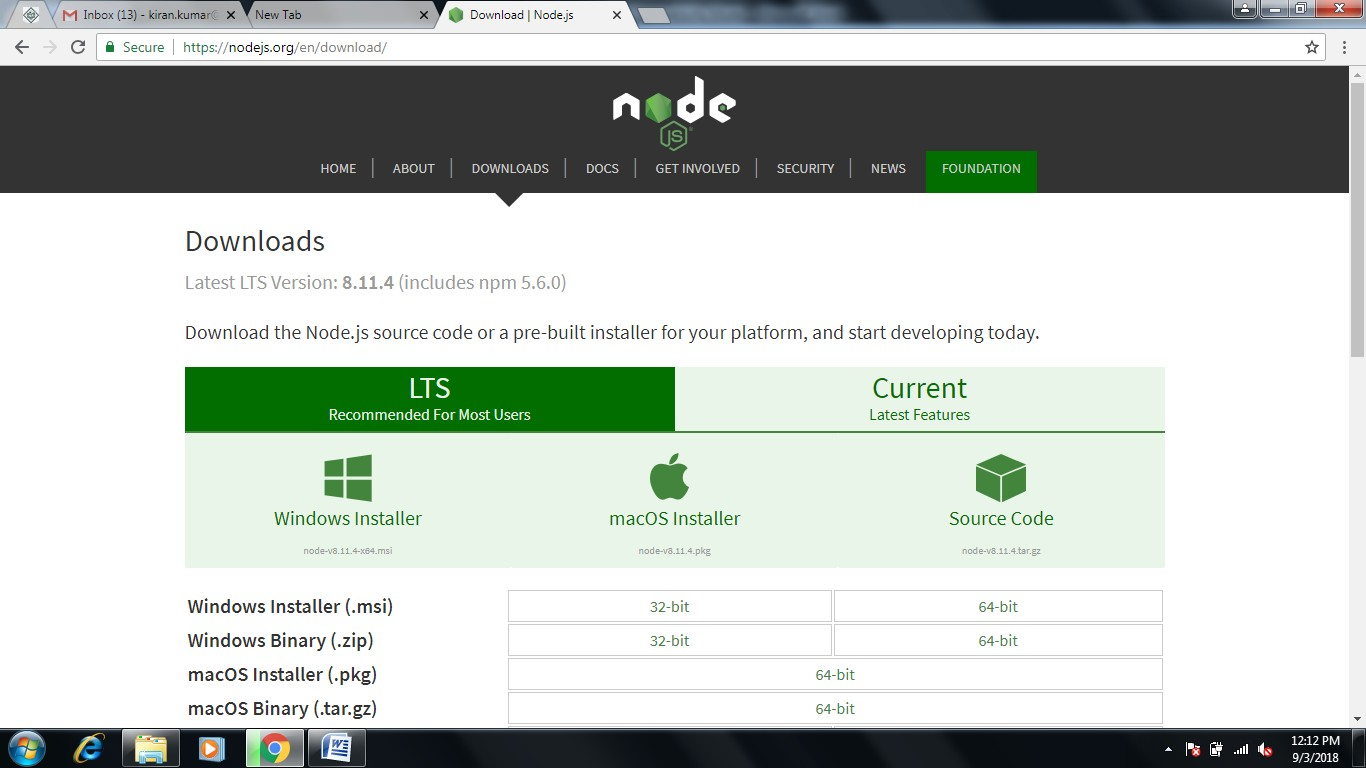 Inbox (13) - kiran.kumar@
New Tab
Download | Node.js
Secure
https://nodejs.org/en/download/
node
JS
HOME
ABOUT
DOWNLOADS
DOCS
GET INVOLVED
SECURITY
NEWS
FOUNDATION
Downloads
Latest LTS Version: 8.11.4 (includes npm 5.6.0)
Download the Node.js source code or a pre-built installer for your platform, and start developing today.
LTS
Recommended For Most Users
Current
Latest Features
Windows Installer
node-v8.11.4-x64.msi
macOS Installer
node-v8.11.4.pkg
Source Code
node-v8.11.4.tar.gz
Windows Installer (.msi) 32-bit 64-bit
Windows Binary (.zip) 32-bit 64-bit
macOS Installer (.pkg) 64-bit
macOS Binary (.tar.gz) 64-bit
12:12 PM
9/3/2018